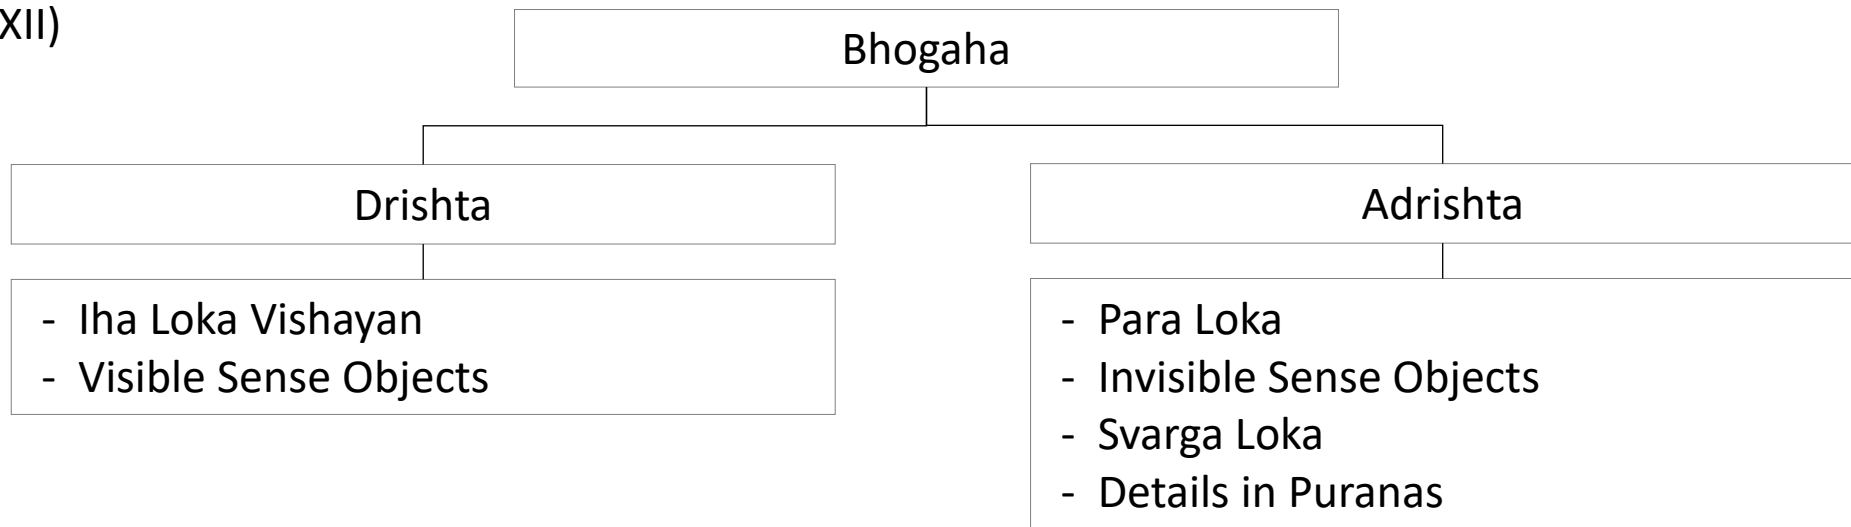 XII)
Bhogaha
Drishta
Adrishta
- Iha Loka Vishayan
- Visible Sense Objects
- Para Loka
- Invisible Sense Objects
- Svarga Loka
- Details in Puranas